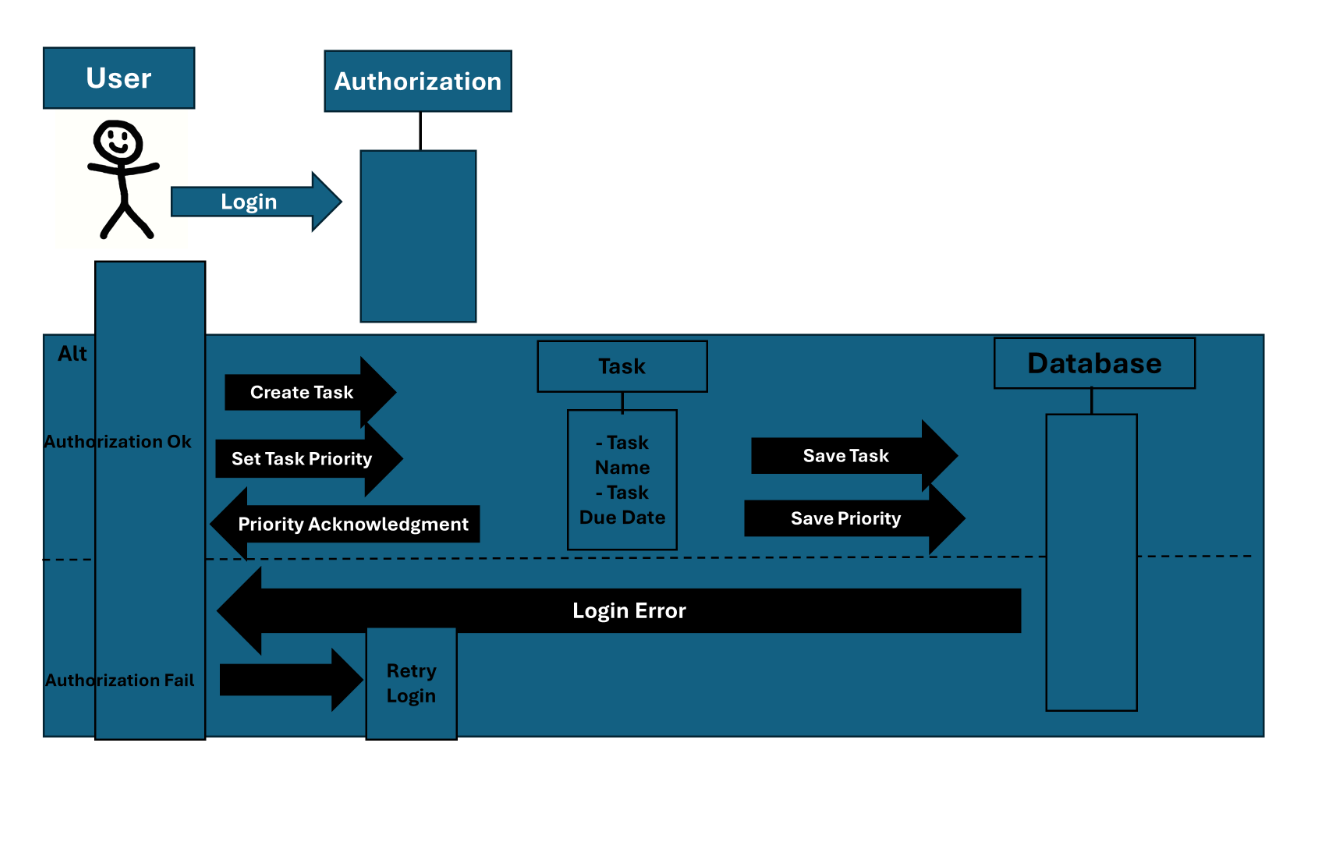 User
Authorization
Login
Alt
Task
Database
Create Task
Authorization Ok
Set Task Priority
Priority Acknowledgment
- Task
Name
- Task
Due Date
Save Task
Save Priority
Login Error
Authorization Fail
Retry
Login